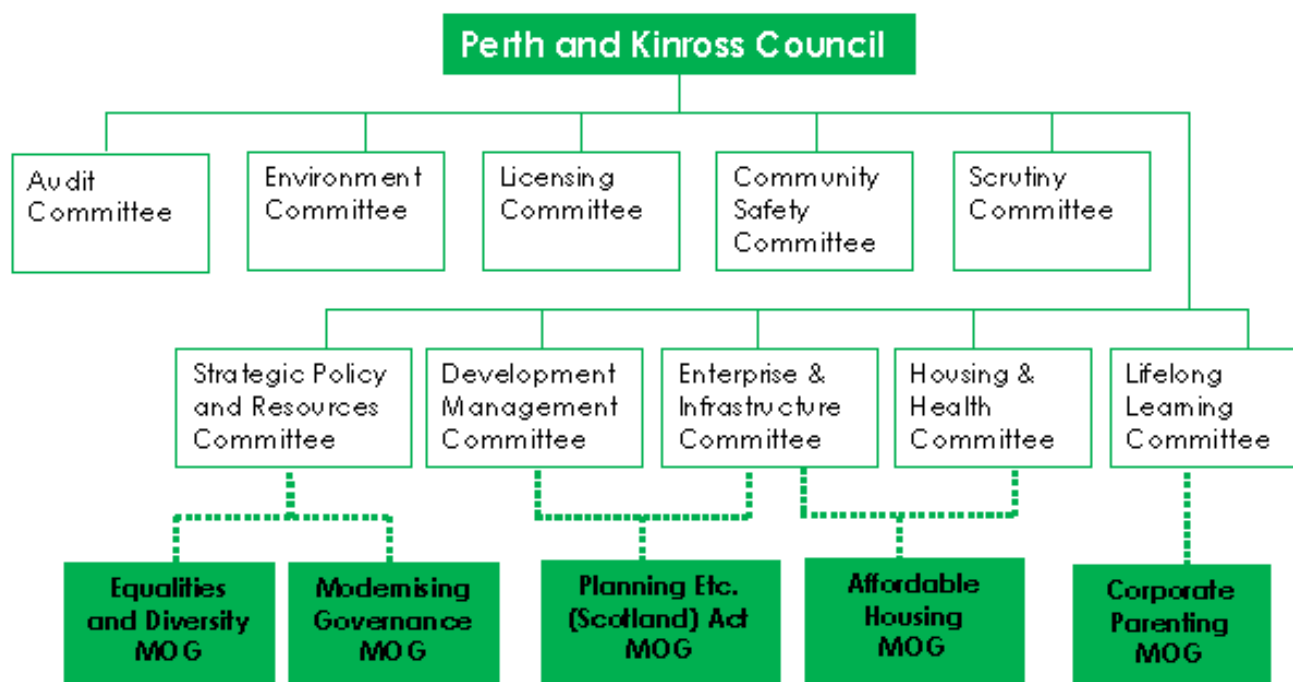 Perth and Kinross Council
Audit
Committee
Environment
Committee
Licensing
Committee
Community
Safety
Committee
Scrutiny
Committee
Strategic Policy
and Resources
Committee
Development
Management
Committee
Enterprise &
Infrastructure
Committee
Housing &
Health
Committee
Lifelong
Learning
Committee
Equalities
and Diversity
MOG
Modernising
Governance
MOG
Planning Etc.
(Scotland) Act
MOG
Affordable
Housing
MOG
Corporate
Parenting
MOG